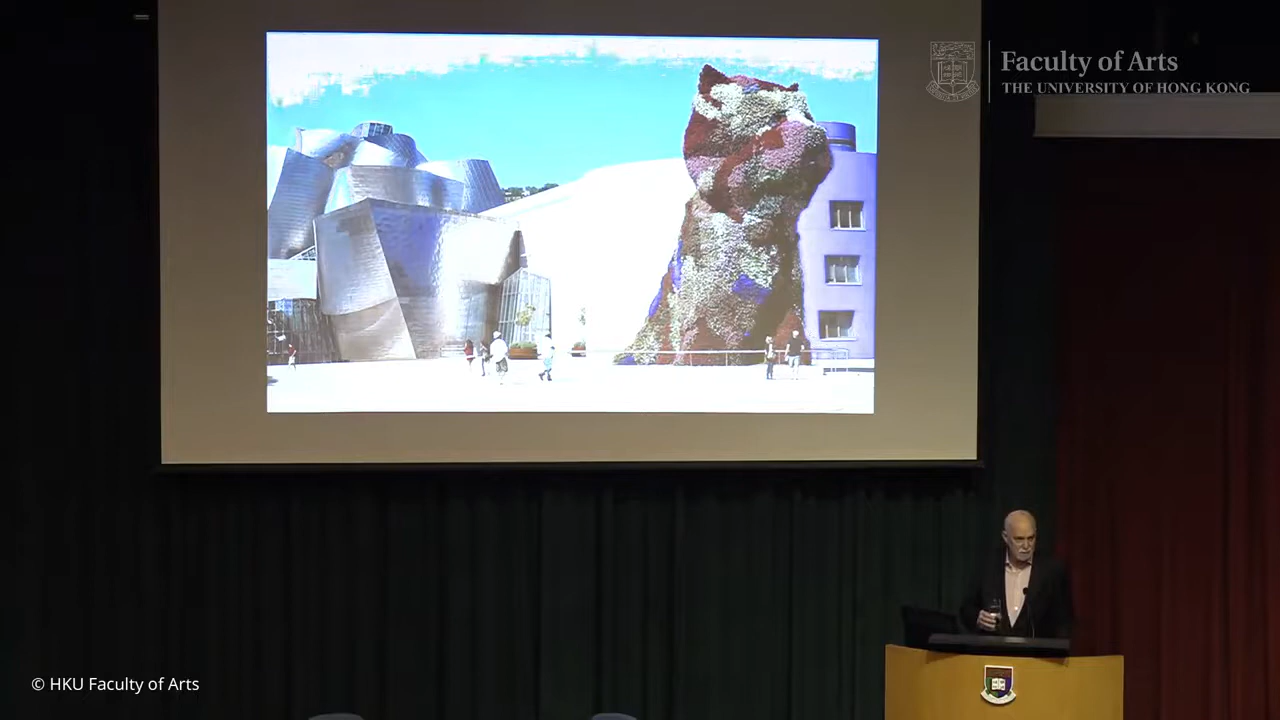 Faculty of Arts
THE UNIVERSITY OF HONG KONG
© HKU Faculty of Arts